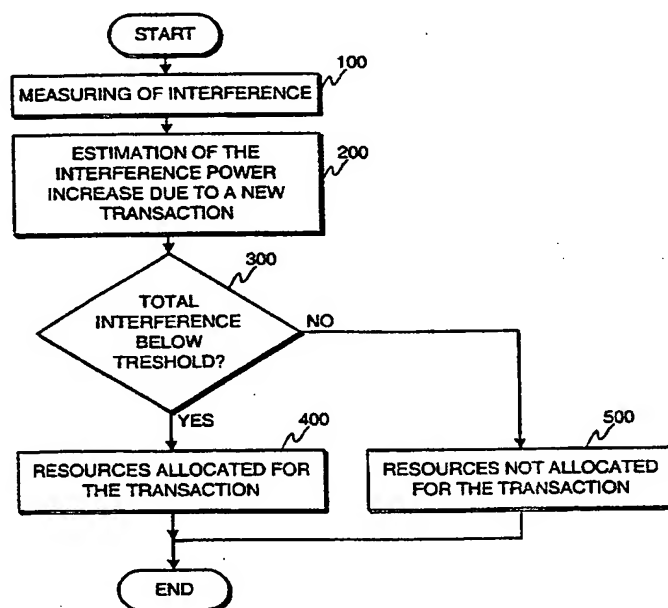 START
100
MEASURING OF INTERFERENCE
ESTIMATION OF THE
INTERFERENCE POWER
INCREASE DUE TO A NEW
TRANSACTION
200
300
TOTAL
INTERFERENCE
BELOW
TRESHOLD?
NO
YES
400
RESOURCES ALLOCATED FOR
THE TRANSACTION
500
RESOURCES NOT ALLOCATED
FOR THE TRANSACTION
END